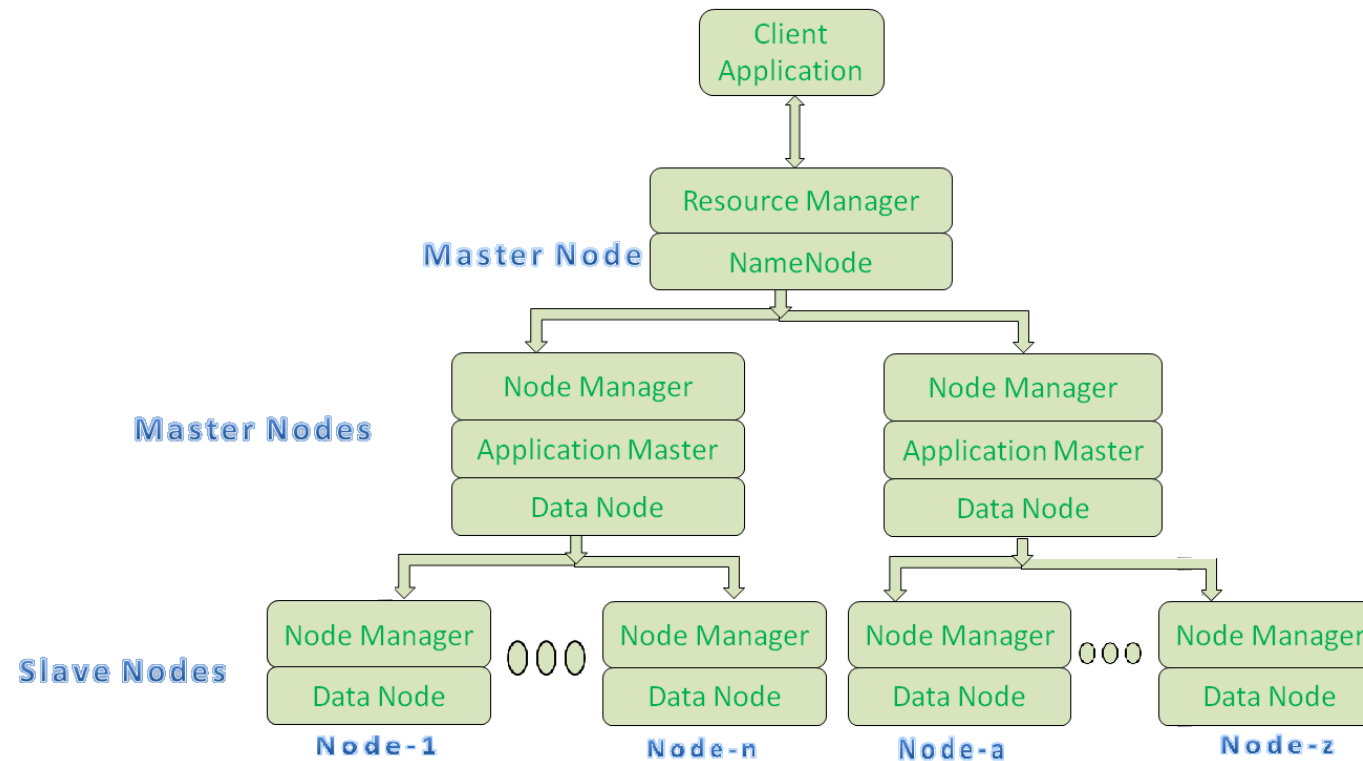 Client
Application
Resource Manager
Master Node
NameNode
Node Manager
Node Manager
Master Nodes
Application Master
Application Master
Data Node
Data Node
Node Manager
Node Manager
Node Manager
Node Manager
Slave Nodes
Data Node
Data Node
Data Node
Data Node
Node-1
Node-n
Node-a
Node-z